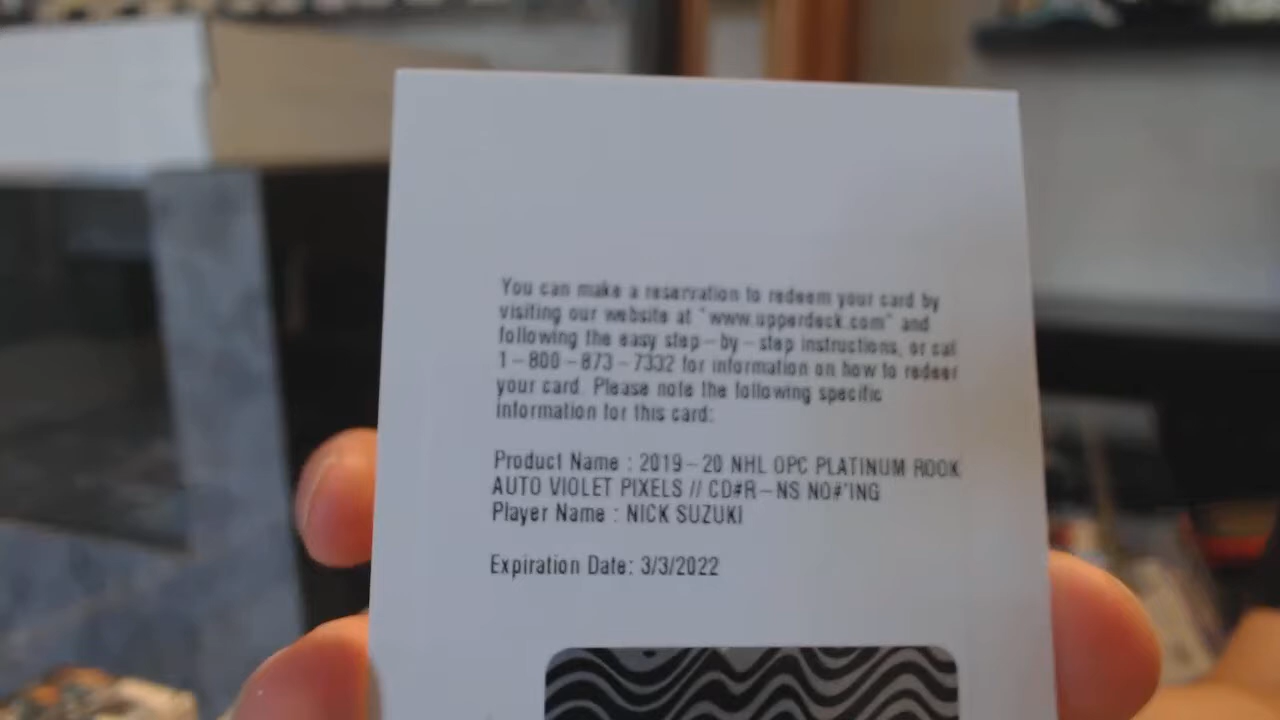 You can make a reservation to redeem your card by
visiting our website at "www.upperdeck.com" and
following the easy step-by-step instructions, or cal
1-800-873-7332 for information on how to redeer
your card. Please note the following specific
information for this card:
Product Name : 2019-20 NHL OPC PLATINUM ROOK
AUTO VIOLET PIXELS // CD#R-NS NO#'ING
Player Name : NICK SUZUKI
Expiration Date: 3/3/2022